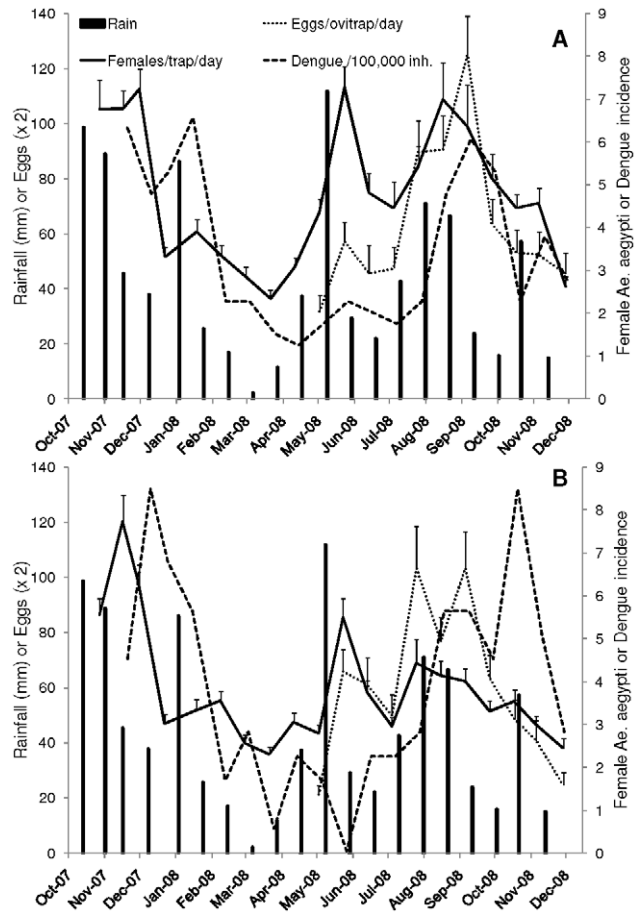 Rain
Eggs/ovitrap/day
Females/trap/day
Dengue /100,000 inh.
A
Rainfall (mm) or Eggs (x 2)
140
120
100
80
60
40
20
0
9
8
7
6
5
4
3
2
1
0
Female Ae. aegypti or Dengue incidence
Oct-07
Nov-07
Dec-07
Jan-08
Feb-08
Mar-08
Apr-08
May-08
Jun-08
Jul-08
Aug-08
Sep-08
Oct-08
Nov-08
Dec-08
B
Rainfall (mm) or Eggs (x 2)
140
120
100
80
60
40
20
0
9
8
7
6
5
4
3
2
1
0
Female Ae. aegypti or Dengue incidence
Oct-07
Nov-07
Dec-07
Jan-08
Feb-08
Mar-08
Apr-08
May-08
Jun-08
Jul-08
Aug-08
Sep-08
Oct-08
Nov-08
Dec-08